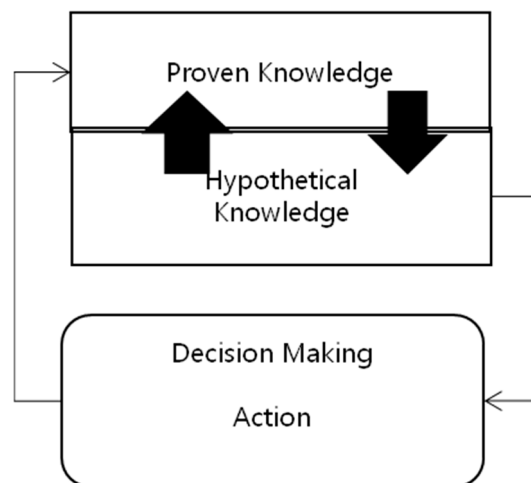 Proven Knowledge
Hypothetical
Knowledge
Decision Making
Action